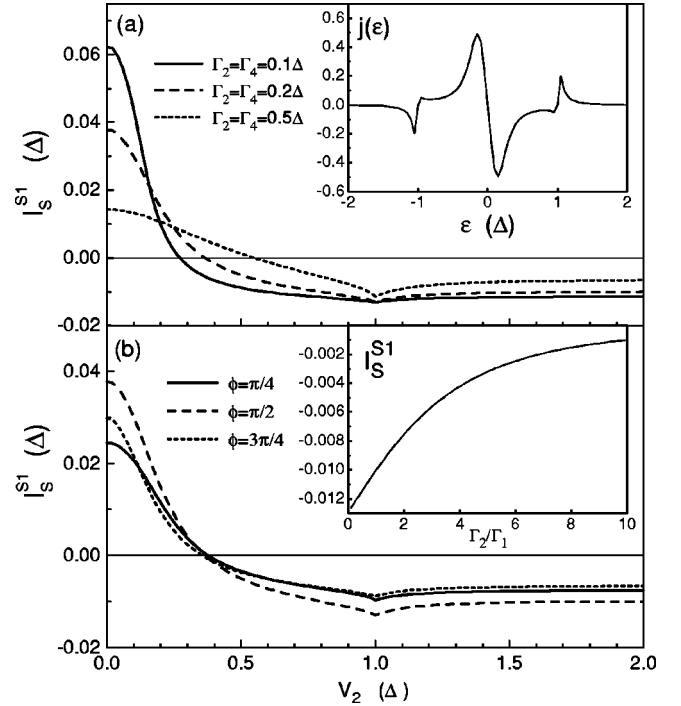 (a)
0.06
0.04
0.02
0.00
-0.02
I_S^{S1} (Δ)
Γ₂=Γ₄=0.1Δ
Γ₂=Γ₄=0.2Δ
Γ₂=Γ₄=0.5Δ
j(ε)
0.4
0.2
0.0
-0.2
-0.4
-0.6
-2 -1 0 1 2
ε (Δ)
(b)
0.04
0.02
0.00
-0.02
I_S^{S1} (Δ)
ϕ=π/4
ϕ=π/2
ϕ=3π/4
I_S^{S1}
-0.002
-0.004
-0.006
-0.008
-0.010
-0.012
0 2 4 6 8 10
Γ₂/Γ₁
0.0 0.5 1.0 1.5 2.0
V₂ (Δ)